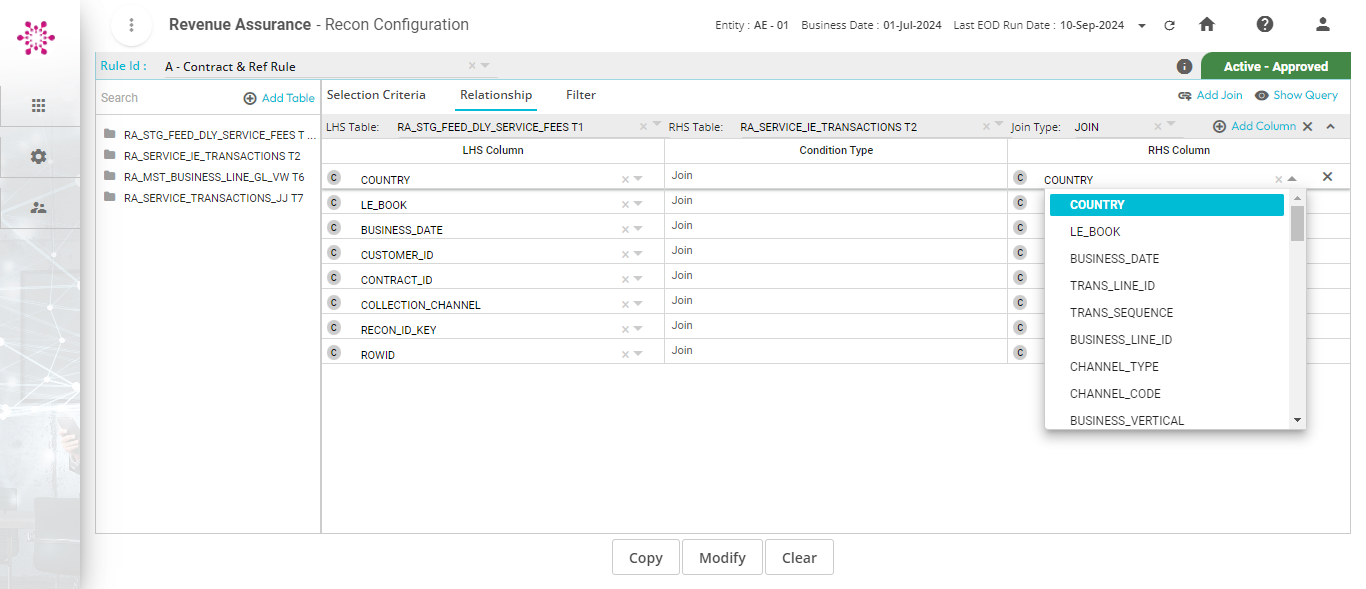 Revenue Assurance - Recon Configuration
Entity : AE - 01 Business Date : 01-Jul-2024 Last EOD Run Date : 10-Sep-2024
Rule Id : A - Contract & Ref Rule
Active - Approved
Search Add Table
Selection Criteria Relationship Filter
Add Join Show Query
RA_STG_FEED_DLY_SERVICE_FEES T ...
RA_SERVICE_IE_TRANSACTIONS T2
RA_MST_BUSINESS_LINE_GL_VW T6
RA_SERVICE_TRANSACTIONS_JJ T7
LHS Table: RA_STG_FEED_DLY_SERVICE_FEES T1 RHS Table: RA_SERVICE_IE_TRANSACTIONS T2 Join Type: JOIN Add Column
LHS Column Condition Type RHS Column
C COUNTRY Join C COUNTRY
C LE_BOOK Join C
C BUSINESS_DATE Join C
C CUSTOMER_ID Join C
C CONTRACT_ID Join C
C COLLECTION_CHANNEL Join C
C RECON_ID_KEY Join C
C ROWID Join C
COUNTRY
LE_BOOK
BUSINESS_DATE
TRANS_LINE_ID
TRANS_SEQUENCE
BUSINESS_LINE_ID
CHANNEL_TYPE
CHANNEL_CODE
BUSINESS_VERTICAL
Copy Modify Clear